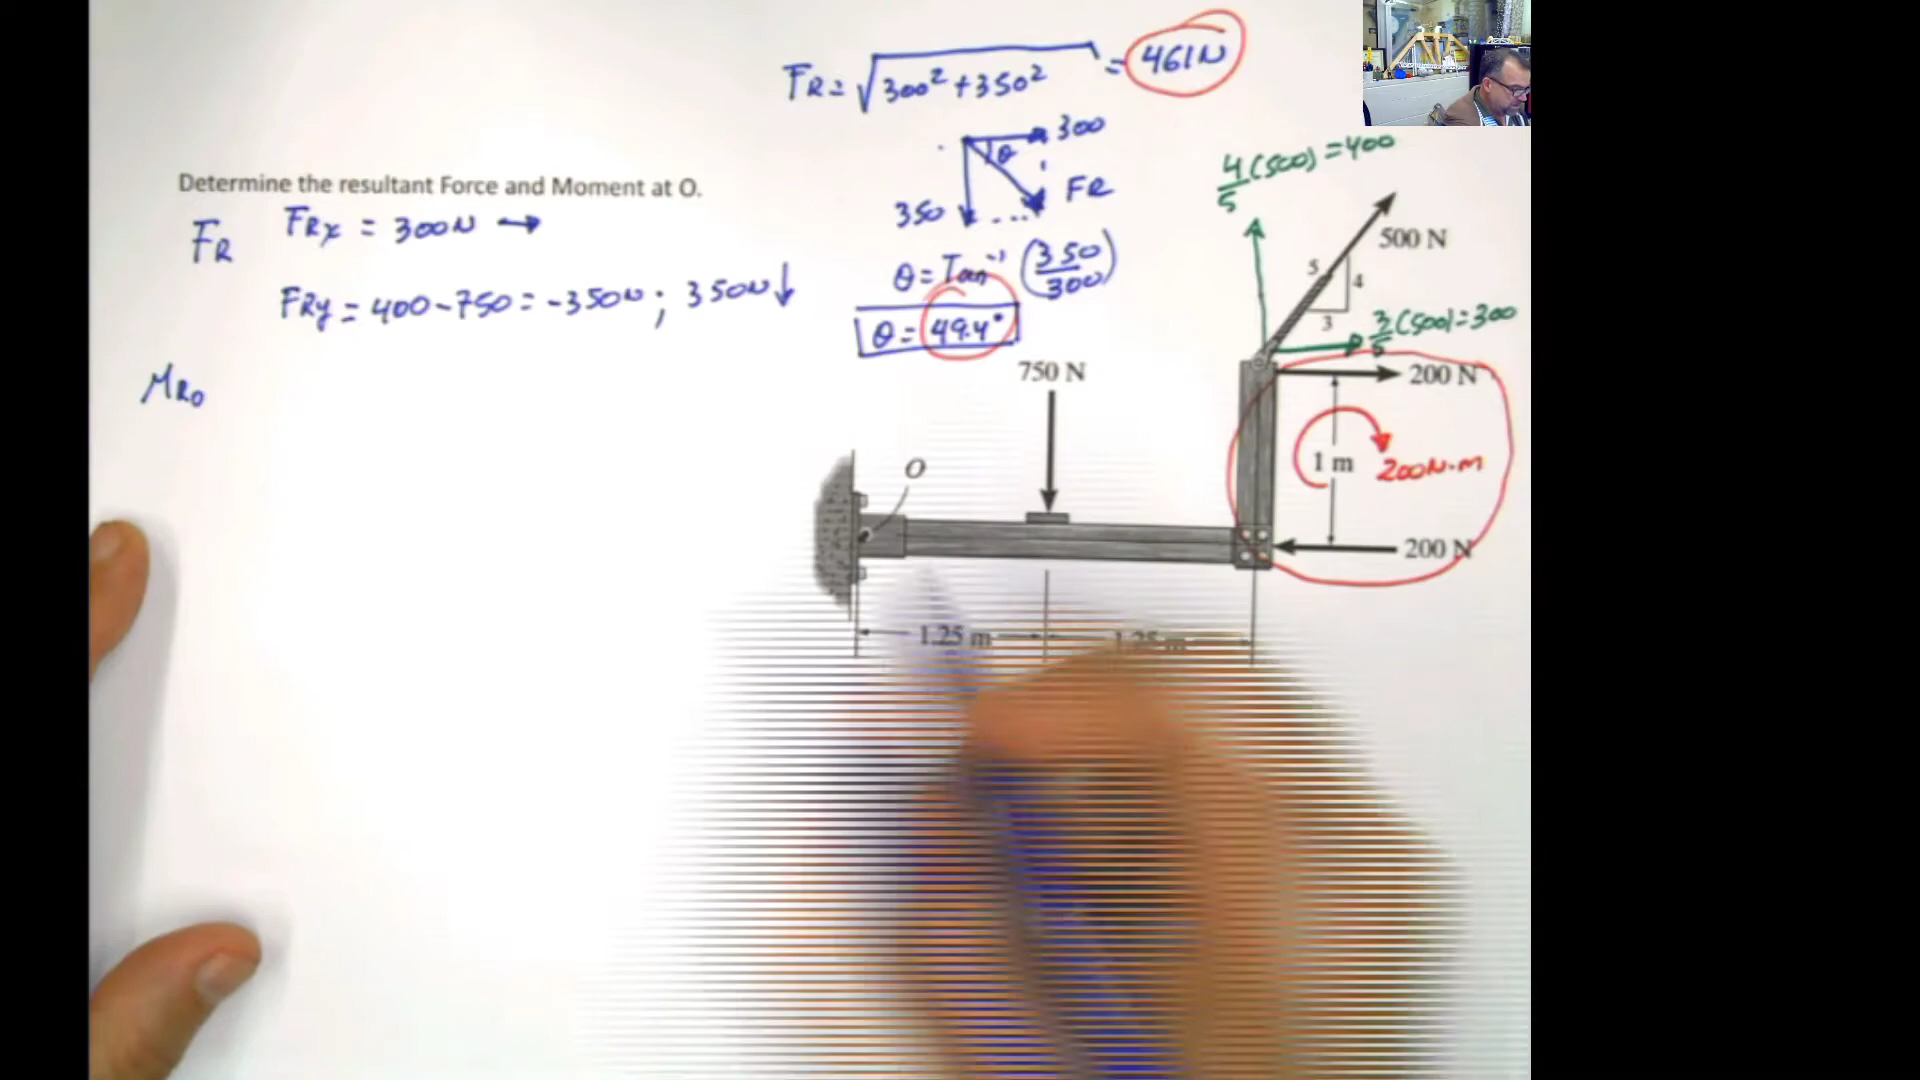 FR = √300² + 350² = 461N
300
θ
350
FR
θ = Tan⁻¹ (350/300)
θ = 49.4°
Determine the resultant Force and Moment at O.
FR FRx = 300N →
FRy = 400-750 = -350N ; 350N ↓
MRO
4/5 (500) = 400
500 N
5
4
3
3/5 (500) = 300
750 N
200 N
O
1 m
200N·m
200 N
1.25 m
1.25 m